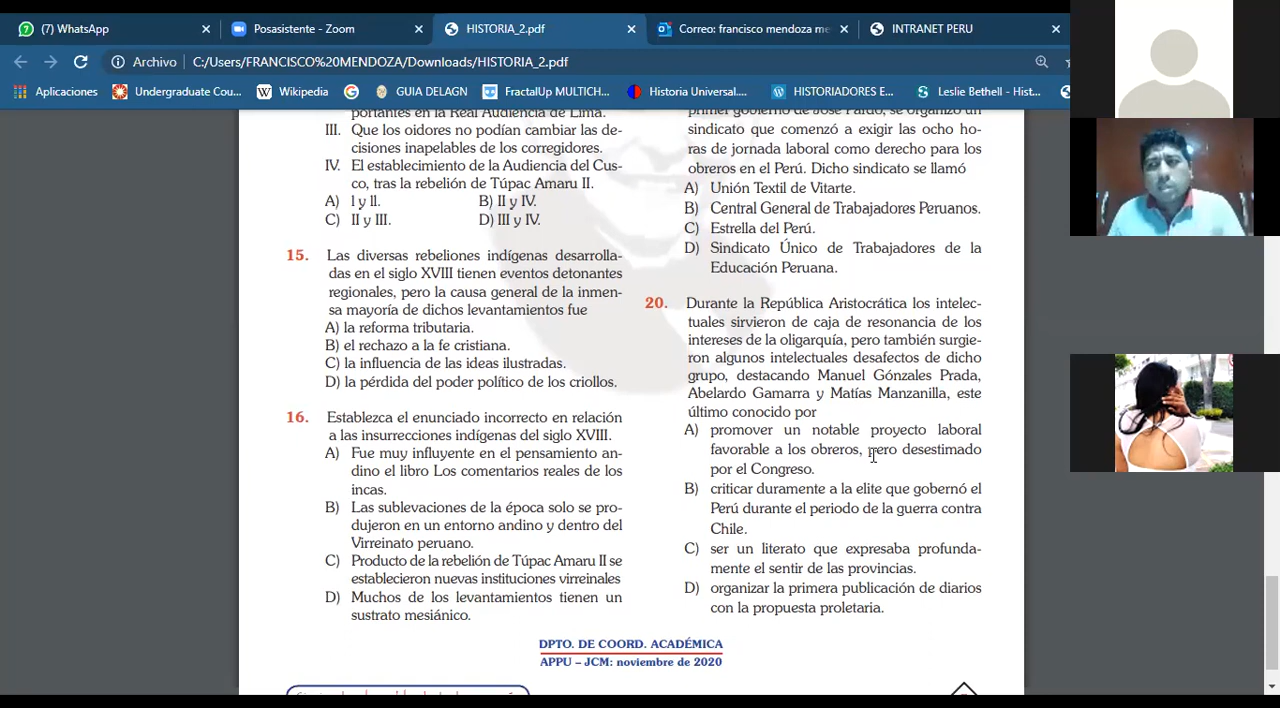 (7) WhatsApp
Posasistente - Zoom
HISTORIA_2.pdf
Correo: francisco mendoza me
INTRANET PERU
Archivo
C:/Users/FRANCISCO%20MENDOZA/Downloads/HISTORIA_2.pdf
Aplicaciones
Undergraduate Cou...
Wikipedia
GUIA DELAGN
FractalUp MULTICH...
Historia Universal....
HISTORIADORES E...
Leslie Bethell - Hist...
portantes en la Real Audiencia de Lima.
III. Que los oidores no podían cambiar las de-
cisiones inapelables de los corregidores.
IV. El establecimiento de la Audiencia del Cus-
co, tras la rebelión de Túpac Amaru II.
A) I y II. B) II y IV.
C) II y III. D) III y IV.
15. Las diversas rebeliones indígenas desarrolla-
das en el siglo XVIII tienen eventos detonantes
regionales, pero la causa general de la inmen-
sa mayoría de dichos levantamientos fue
A) la reforma tributaria.
B) el rechazo a la fe cristiana.
C) la influencia de las ideas ilustradas.
D) la pérdida del poder político de los criollos.
16. Establezca el enunciado incorrecto en relación
a las insurrecciones indígenas del siglo XVIII.
A) Fue muy influyente en el pensamiento an-
dino el libro Los comentarios reales de los
incas.
B) Las sublevaciones de la época solo se pro-
dujeron en un entorno andino y dentro del
Virreinato peruano.
C) Producto de la rebelión de Túpac Amaru II se
establecieron nuevas instituciones virreinales
D) Muchos de los levantamientos tienen un
sustrato mesiánico.
primer gobierno de José Pardo, se organizó un
sindicato que comenzó a exigir las ocho ho-
ras de jornada laboral como derecho para los
obreros en el Perú. Dicho sindicato se llamó
A) Unión Textil de Vitarte.
B) Central General de Trabajadores Peruanos.
C) Estrella del Perú.
D) Sindicato Único de Trabajadores de la
Educación Peruana.
20. Durante la República Aristocrática los intelec-
tuales sirvieron de caja de resonancia de los
intereses de la oligarquía, pero también surgie-
ron algunos intelectuales desafectos de dicho
grupo, destacando Manuel Gónzales Prada,
Abelardo Gamarra y Matías Manzanilla, este
último conocido por
A) promover un notable proyecto laboral
favorable a los obreros, pero desestimado
por el Congreso.
B) criticar duramente a la elite que gobernó el
Perú durante el periodo de la guerra contra
Chile.
C) ser un literato que expresaba profunda-
mente el sentir de las provincias.
D) organizar la primera publicación de diarios
con la propuesta proletaria.
DPTO. DE COORD. ACADÉMICA
APPU – JCM: noviembre de 2020